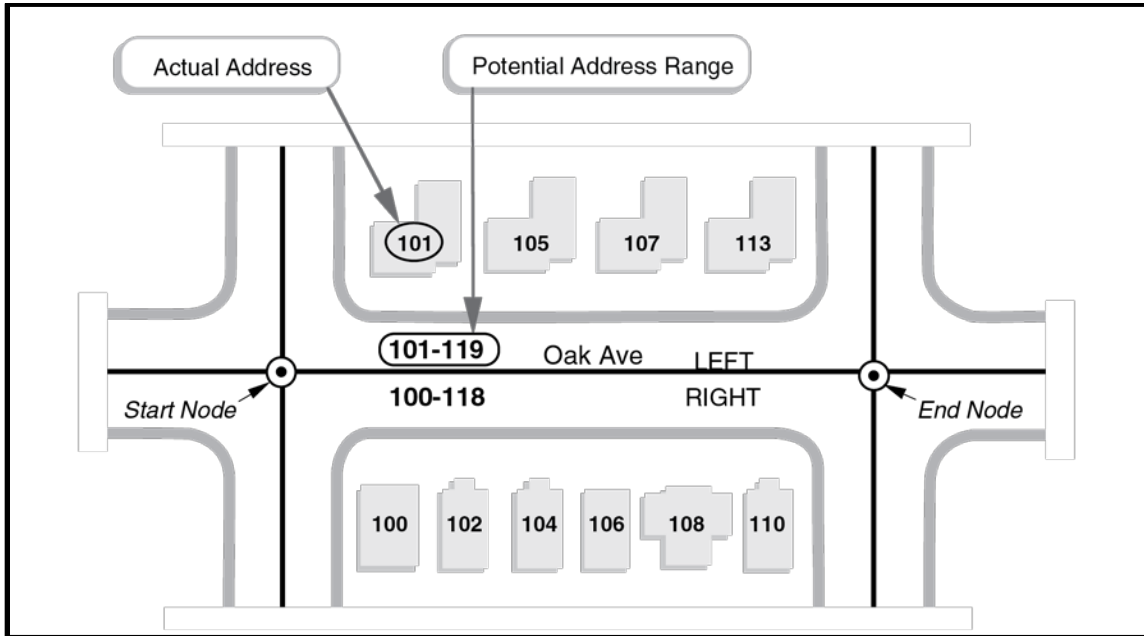 Actual Address
Potential Address Range
101
105
107
113
101-119
Oak Ave
LEFT
100-118
RIGHT
Start Node
End Node
100
102
104
106
108
110